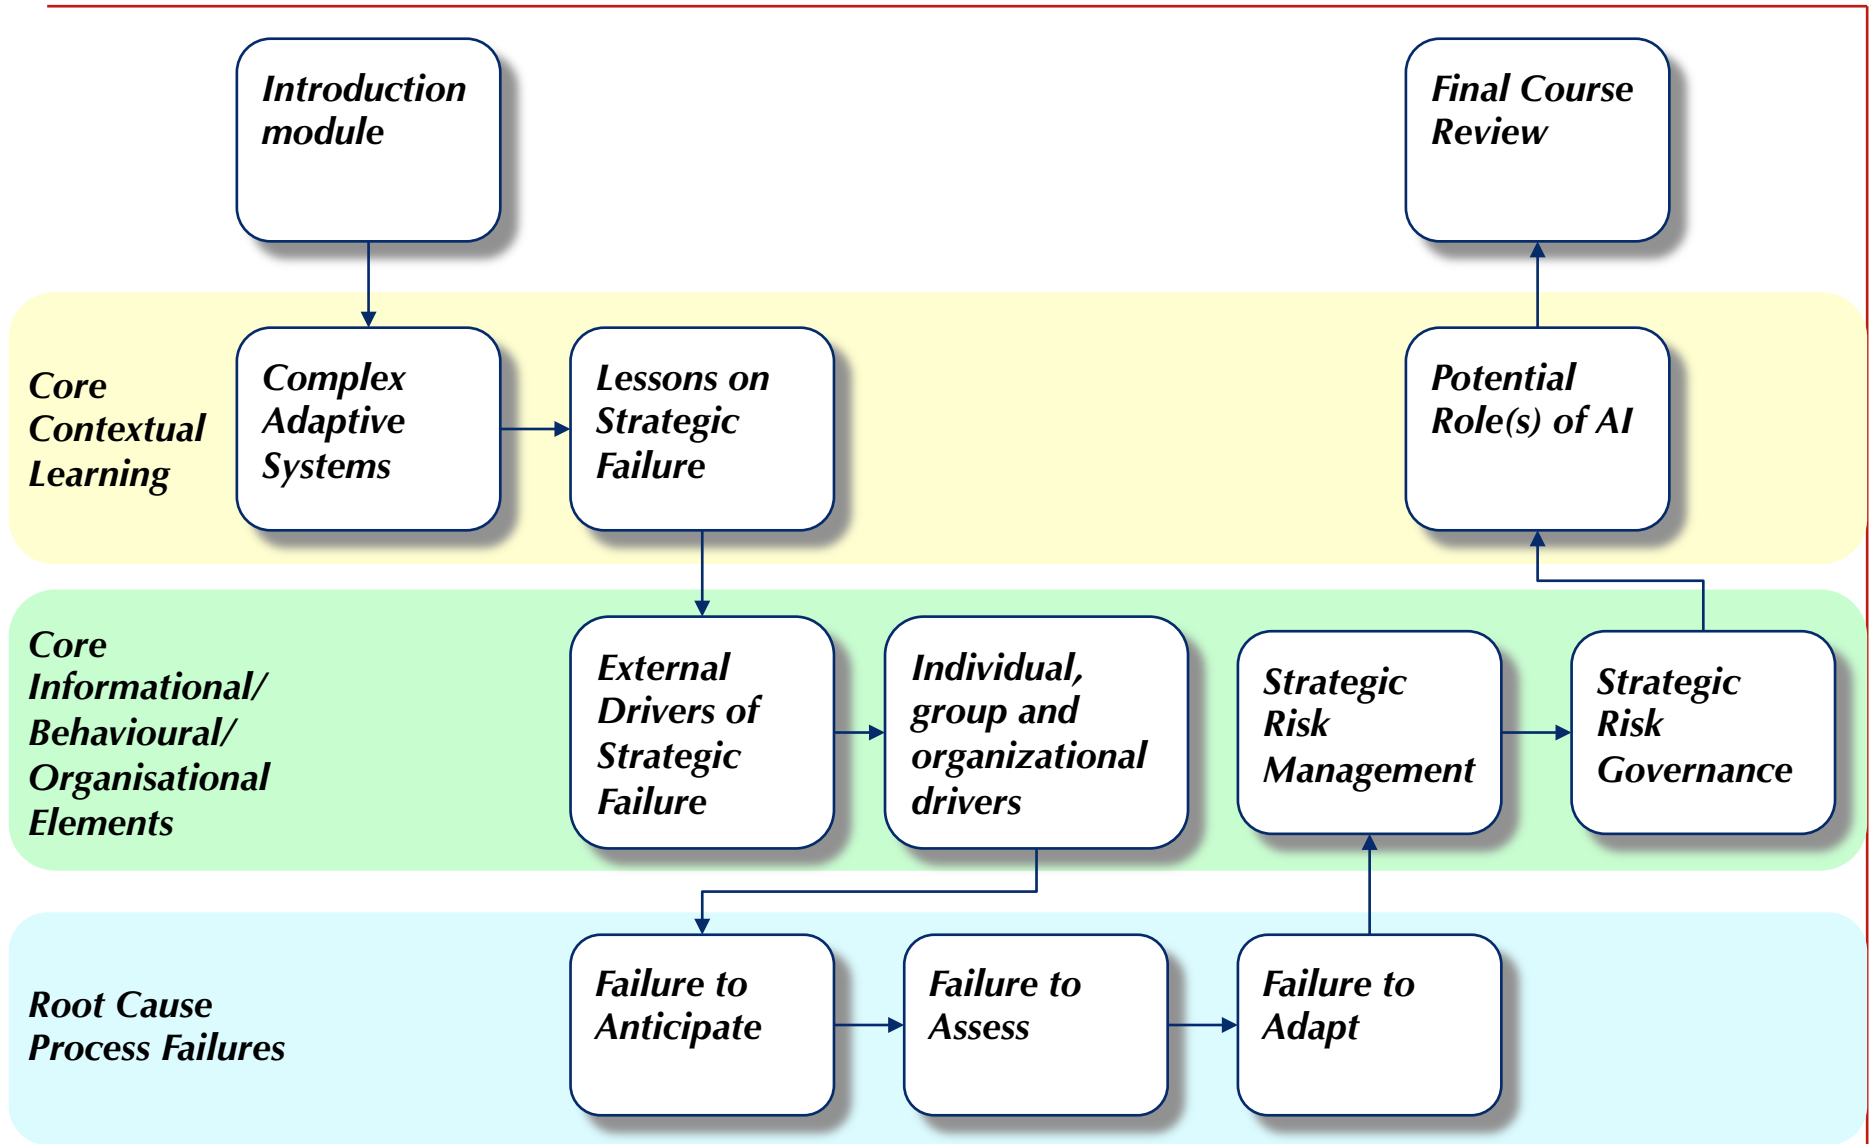 Introduction
module
Final Course
Review
Core
Contextual
Learning
Complex
Adaptive
Systems
Lessons on
Strategic
Failure
Potential
Role(s) of AI
Core
Informational/
Behavioural/
Organisational
Elements
External
Drivers of
Strategic
Failure
Individual,
group and
organizational
drivers
Strategic
Risk
Management
Strategic
Risk
Governance
Root Cause
Process Failures
Failure to
Anticipate
Failure to
Assess
Failure to
Adapt